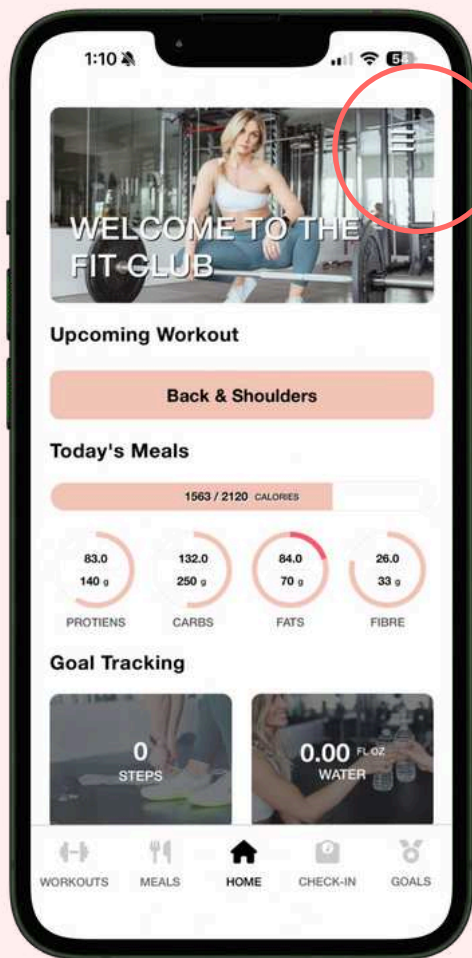 1:10
54
WELCOME TO THE
FIT CLUB
Upcoming Workout
Back & Shoulders
Today's Meals
1563 / 2120 CALORIES
83.0
140 g
PROTIENS
132.0
250 g
CARBS
84.0
70 g
FATS
26.0
33 g
FIBRE
Goal Tracking
0
STEPS
0.00 FL OZ
WATER
WORKOUTS
MEALS
HOME
CHECK-IN
GOALS